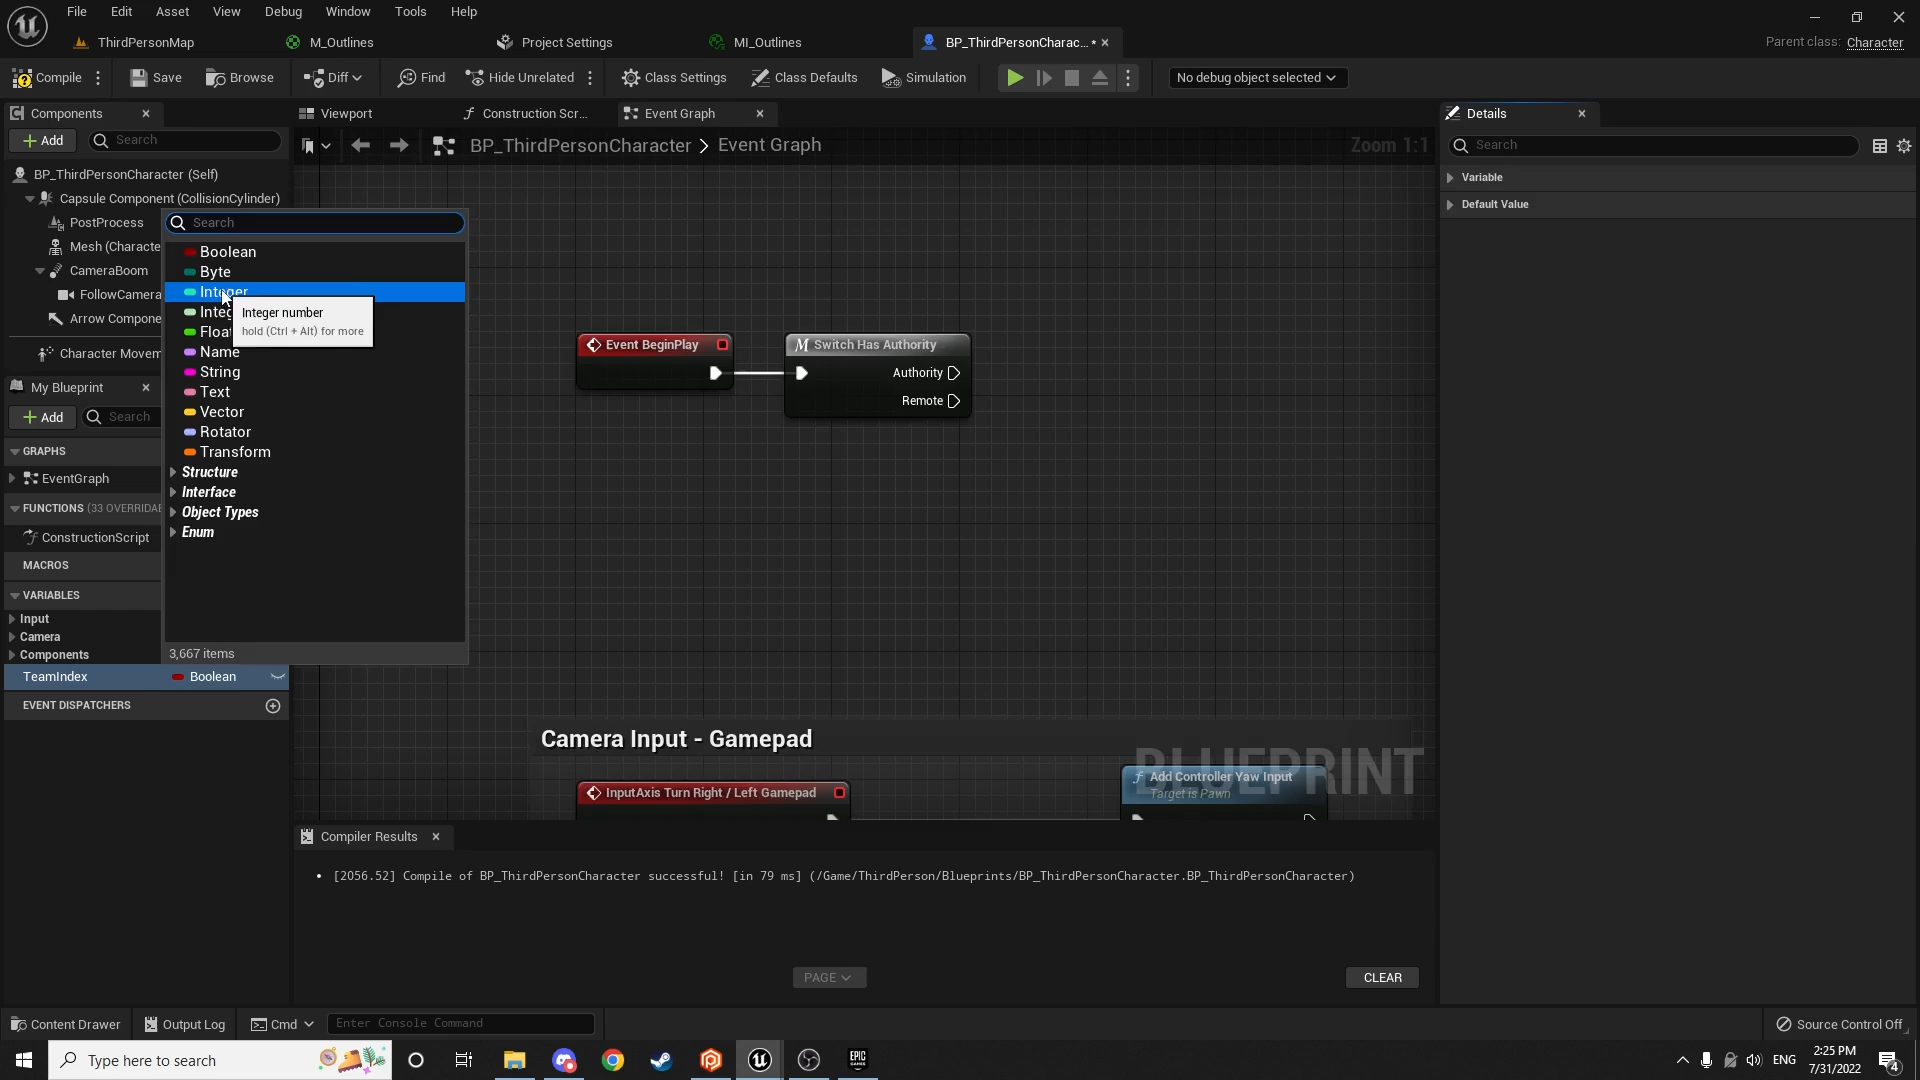 File Edit Asset View Debug Window Tools Help
ThirdPersonMap M_Outlines Project Settings MI_Outlines BP_ThirdPersonCharac... • Parent class: Character
Compile Save Browse Diff Find Hide Unrelated Class Settings Class Defaults Simulation No debug object selected
Components Viewport Construction Scr... Event Graph Details
Add Search BP_ThirdPersonCharacter > Event Graph Zoom 1:1 Search
BP_ThirdPersonCharacter (Self) Variable
Capsule Component (CollisionCylinder) Default Value
PostProcess Search
Mesh (Characte Boolean
CameraBoom Byte
FollowCamera Integer
Arrow Compone Integ
Integer number
hold (Ctrl + Alt) for more
Floa
Character Movem Name
String
My Blueprint Text
Add Search Vector
Rotator
GRAPHS Transform
EventGraph Structure
FUNCTIONS (33 OVERRIDAB Interface
Object Types
ConstructionScript Enum
MACROS
VARIABLES
Input
Camera
Components 3,667 items
TeamIndex Boolean
EVENT DISPATCHERS
Event BeginPlay Switch Has Authority
Authority
Remote
Camera Input - Gamepad
BLUEPRINT
InputAxis Turn Right / Left Gamepad Add Controller Yaw Input
Target is Pawn
Compiler Results
• [2056.52] Compile of BP_ThirdPersonCharacter successful! [in 79 ms] (/Game/ThirdPerson/Blueprints/BP_ThirdPersonCharacter.BP_ThirdPersonCharacter)
PAGE CLEAR
Content Drawer Output Log Cmd Enter Console Command Source Control Off
Type here to search EPIC GAMES ENG 2:25 PM
7/31/2022 4